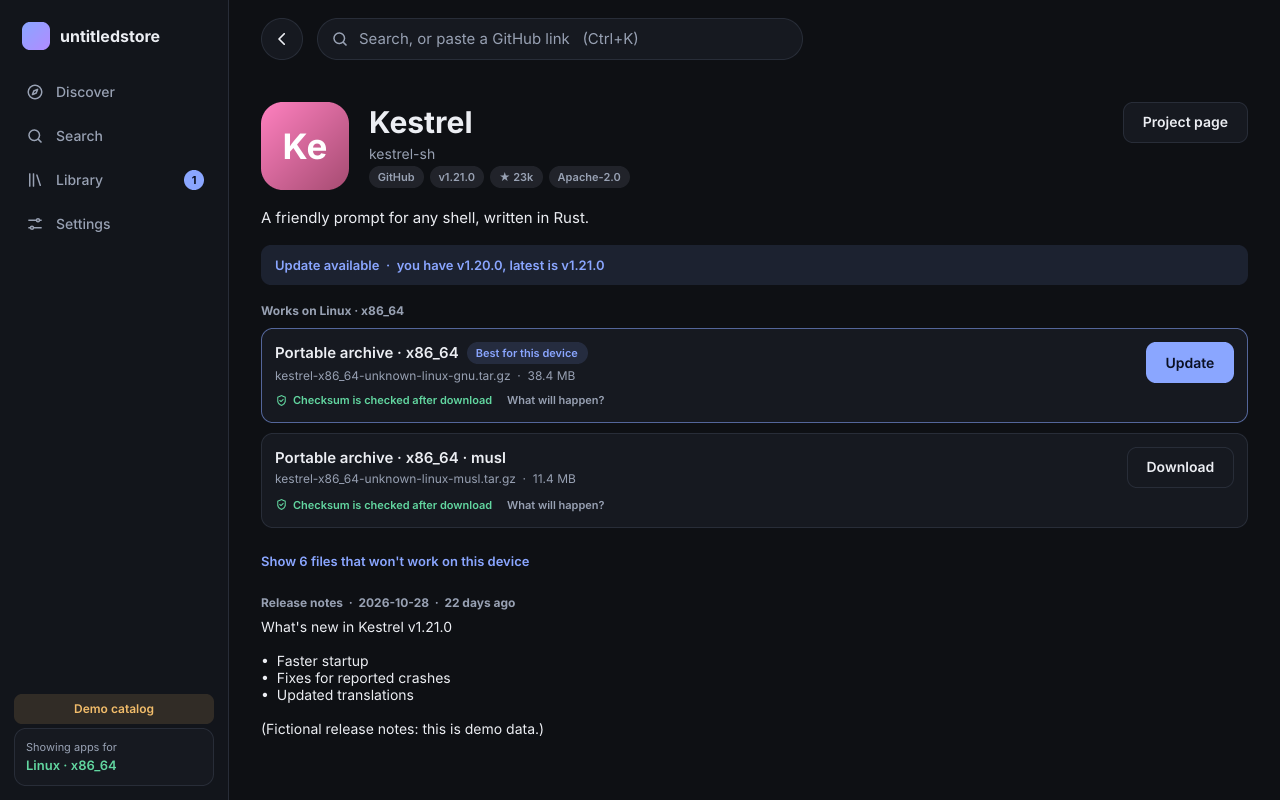 untitledstore
Discover
Search
Library 1
Settings
Demo catalog
Showing apps for
Linux · x86_64
Search, or paste a GitHub link (Ctrl+K)
Ke
Kestrel
kestrel-sh
GitHub v1.21.0 ★ 23k Apache-2.0
Project page
A friendly prompt for any shell, written in Rust.
Update available · you have v1.20.0, latest is v1.21.0
Works on Linux · x86_64
Portable archive · x86_64 Best for this device
kestrel-x86_64-unknown-linux-gnu.tar.gz · 38.4 MB
Checksum is checked after download What will happen?
Update
Portable archive · x86_64 · musl
kestrel-x86_64-unknown-linux-musl.tar.gz · 11.4 MB
Checksum is checked after download What will happen?
Download
Show 6 files that won't work on this device
Release notes · 2026-10-28 · 22 days ago
What's new in Kestrel v1.21.0
• Faster startup
• Fixes for reported crashes
• Updated translations
(Fictional release notes: this is demo data.)